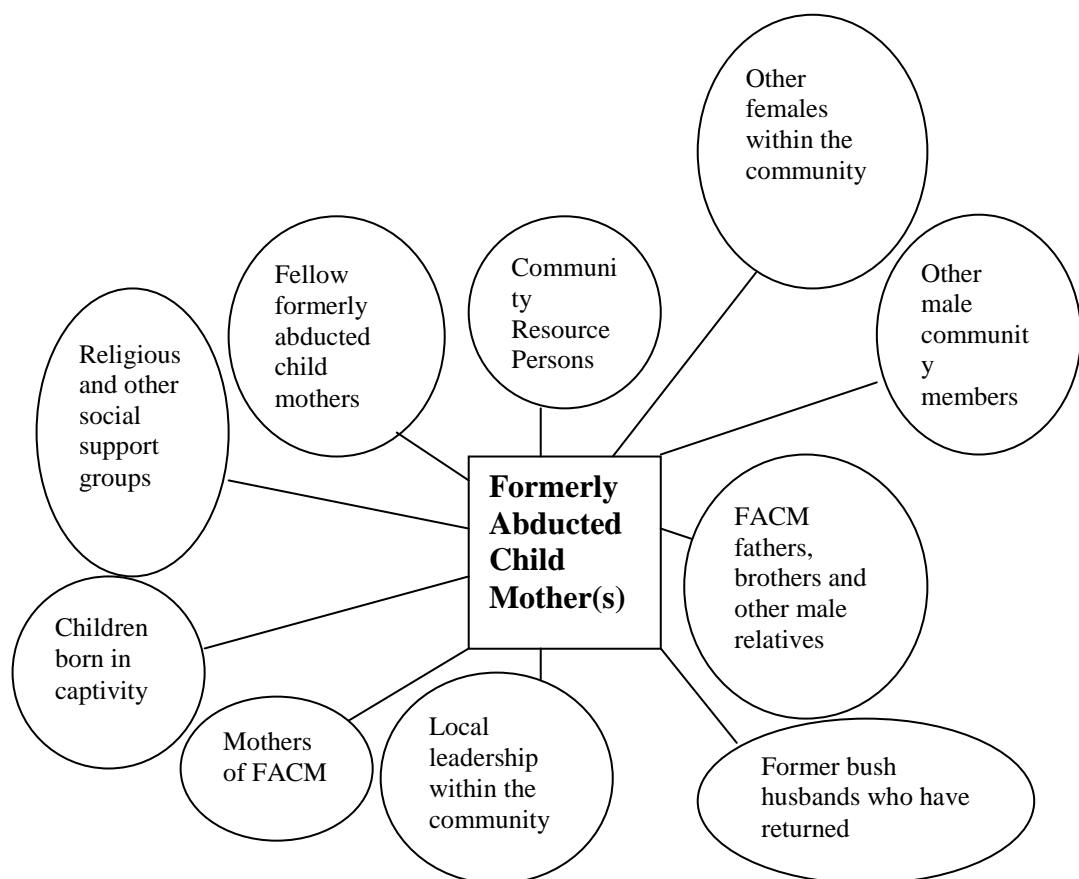 Other
females
within the
community
Fellow
formerly
abducted
child
mothers
Communi
ty
Resource
Persons
Other
male
communit
y
members
Religious
and other
social
support
groups
Formerly
Abducted
Child
Mother(s)
FACM
fathers,
brothers and
other male
relatives
Children
born in
captivity
Mothers
of FACM
Local
leadership
within the
community
Former bush
husbands who have
returned